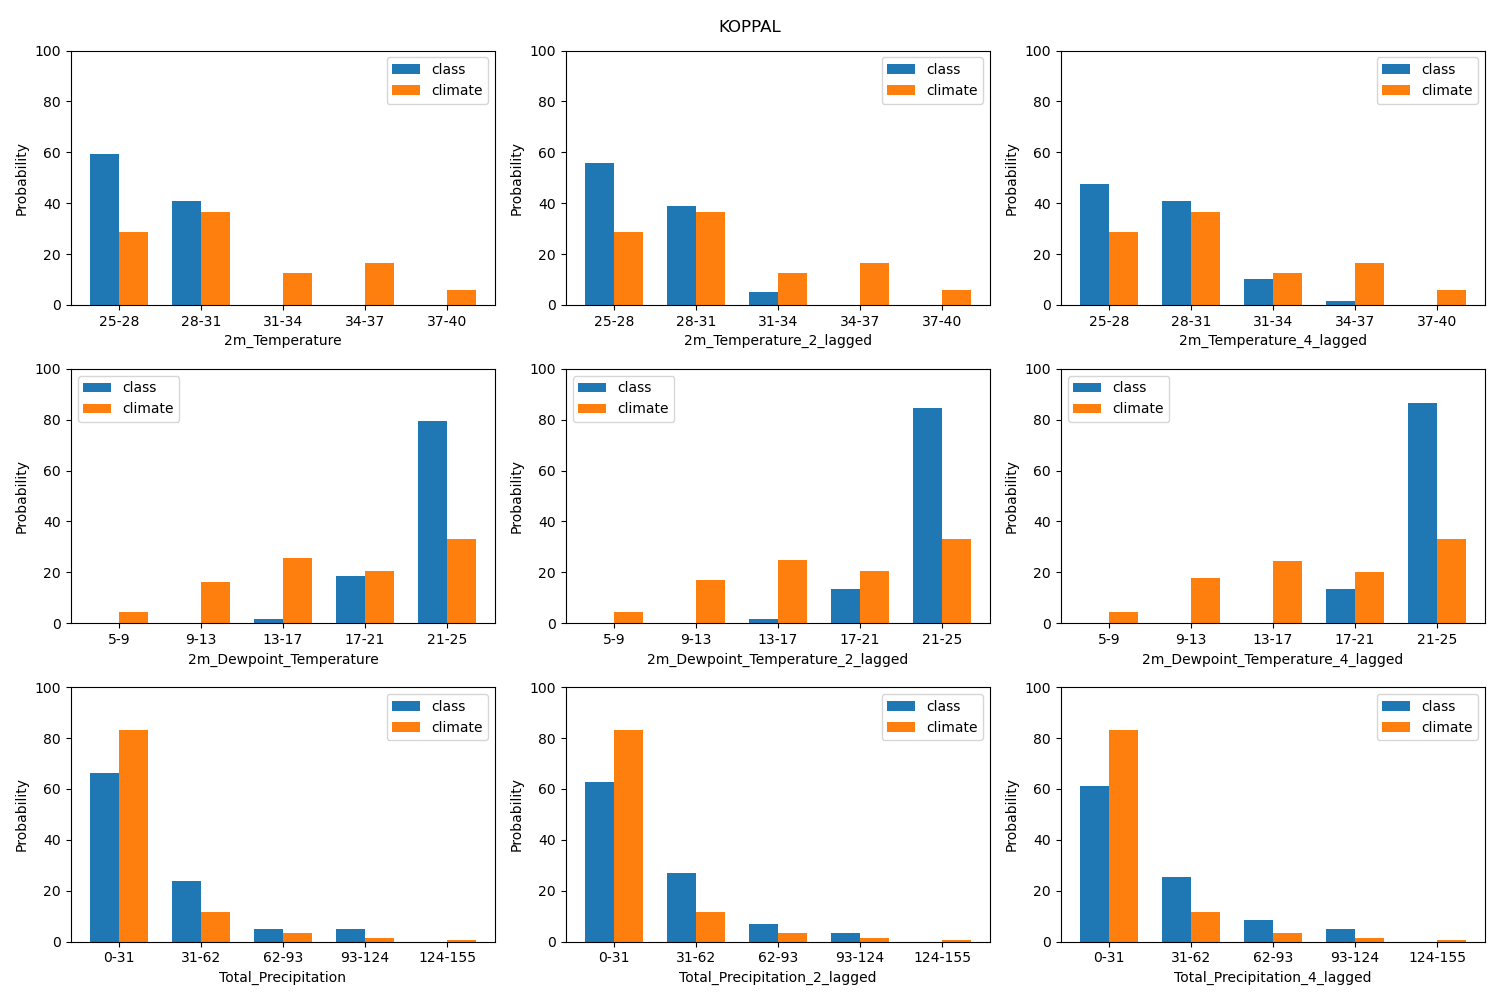 KOPPAL
100
80
60
40
20
0
Probability
class
climate
25-28 28-31 31-34 34-37 37-40
2m_Temperature
100
80
60
40
20
0
Probability
class
climate
25-28 28-31 31-34 34-37 37-40
2m_Temperature_2_lagged
100
80
60
40
20
0
Probability
class
climate
25-28 28-31 31-34 34-37 37-40
2m_Temperature_4_lagged
100
80
60
40
20
0
Probability
class
climate
5-9 9-13 13-17 17-21 21-25
2m_Dewpoint_Temperature
100
80
60
40
20
0
Probability
class
climate
5-9 9-13 13-17 17-21 21-25
2m_Dewpoint_Temperature_2_lagged
100
80
60
40
20
0
Probability
class
climate
5-9 9-13 13-17 17-21 21-25
2m_Dewpoint_Temperature_4_lagged
100
80
60
40
20
0
Probability
class
climate
0-31 31-62 62-93 93-124 124-155
Total_Precipitation
100
80
60
40
20
0
Probability
class
climate
0-31 31-62 62-93 93-124 124-155
Total_Precipitation_2_lagged
100
80
60
40
20
0
Probability
class
climate
0-31 31-62 62-93 93-124 124-155
Total_Precipitation_4_lagged